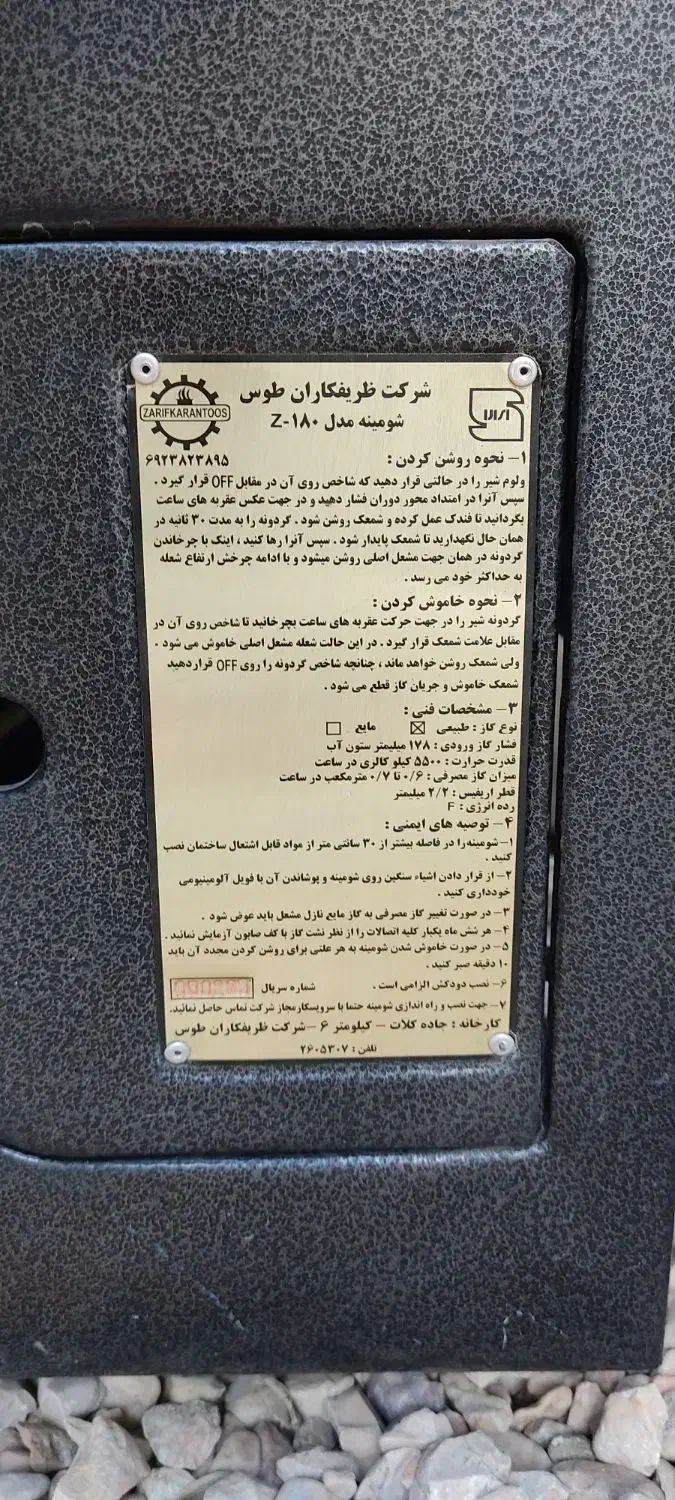 شرکت ظریفکاران طوس
ZARIFKARANTOOS
شومینه مدل Z-۱۸۰
۶۹۲۳۸۲۳۸۹۵
۱- نحوه روشن کردن :
ولوم شیر را در حالتی قرار دهید که شاخص روی آن در مقابل OFF قرار گیرد .
سپس آنرا در امتداد محور دوران فشار دهید و در جهت عکس عقربه های ساعت
بگردانید تا فندک عمل کرده و شمعک روشن شود . گردونه را به مدت ۳۰ ثانیه در
همان حال نگهدارید تا شمعک پایدار شود . سپس آنرا رها کنید ، اینک با چرخاندن
گردونه در همان جهت مشعل اصلی روشن میشود و با ادامه چرخش ارتفاع شعله
به حداکثر خود می رسد .
۲- نحوه خاموش کردن :
گردونه شیر را در جهت حرکت عقربه های ساعت بچرخانید تا شاخص روی آن در
مقابل علامت شمعک قرار گیرد . در این حالت شعله مشعل اصلی خاموش می شود .
ولی شمعک روشن خواهد ماند ، چنانچه شاخص گردونه را روی OFF قرار دهید
شمعک خاموش و جریان گاز قطع می شود .
۳- مشخصات فنی :
نوع گاز : طبیعی ☒ مایع ☐
فشار گاز ورودی : ۱۷۸ میلیمتر ستون آب
قدرت حرارت : ۵۵۰۰ کیلو کالری در ساعت
میزان گاز مصرفی : ۰/۶ تا ۰/۷ مترمکعب در ساعت
قطر اریفیس : ۲/۲ میلیمتر
رده انرژی : F
۴- توصیه های ایمنی :
۱- شومینه را در فاصله بیشتر از ۳۰ سانتی متر از مواد قابل اشتعال ساختمان نصب
کنید .
۲- از قرار دادن اشیاء سنگین روی شومینه و پوشاندن آن با فویل آلومینیومی
خودداری کنید .
۳- در صورت تغییر گاز مصرفی به گاز مایع نازل مشعل باید عوض شود .
۴- هر شش ماه یکبار کلیه اتصالات را از نظر نشت گاز با کف صابون آزمایش نمائید .
۵- در صورت خاموش شدن شومینه به هر علتی برای روشن کردن مجدد آن باید
۱۰ دقیقه صبر کنید .
۶- نصب دودکش الزامی است . شماره سریال
۷- جهت نصب و راه اندازی شومینه حتما با سرویسکار مجاز شرکت تماس حاصل نمائید.
کارخانه : جاده کلات - کیلومتر ۶ - شرکت ظریفکاران طوس
تلفن : ۲۶۰۵۳۰۷